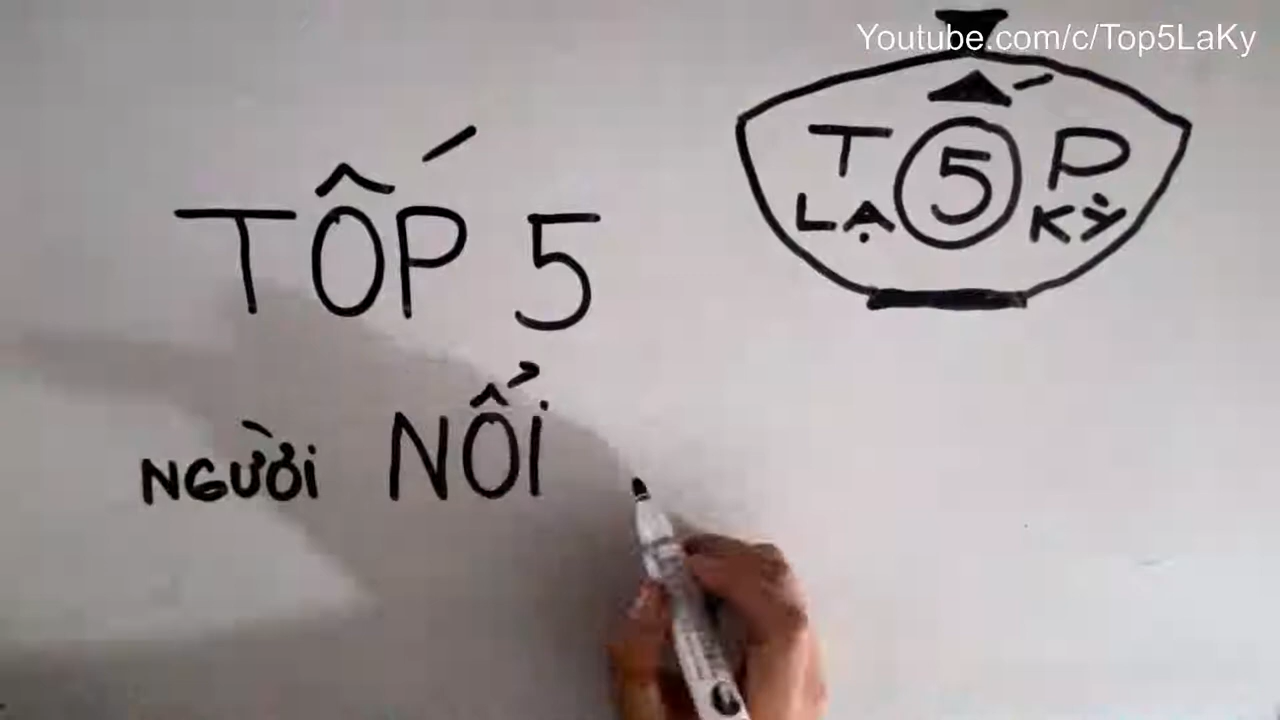 Youtube.com/c/Top5LaKy
T 5 P
LẠ KỲ
TỐP 5
NGƯỜI NỔI